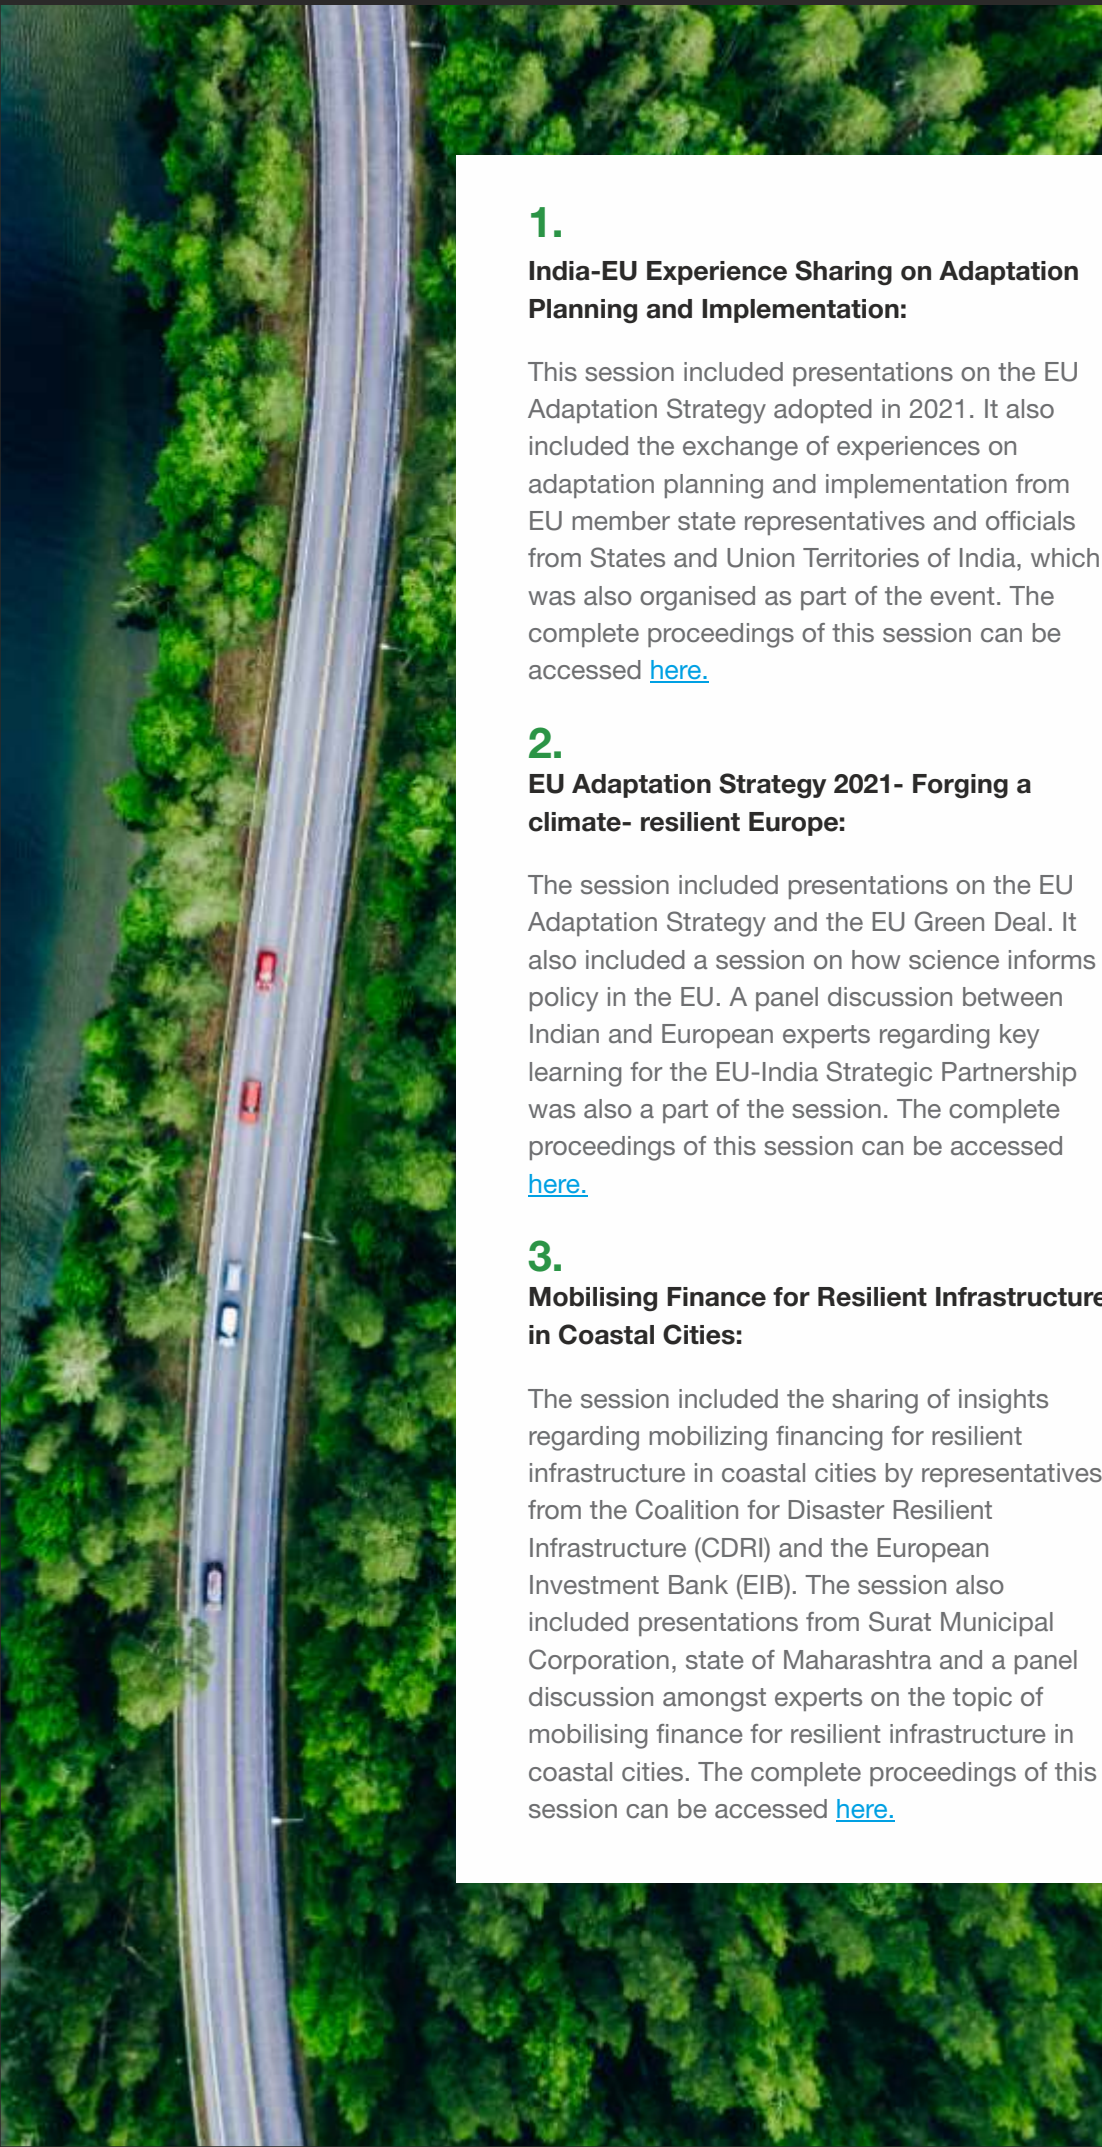 1.
India-EU Experience Sharing on Adaptation
Planning and Implementation:
This session included presentations on the EU
Adaptation Strategy adopted in 2021. It also
included the exchange of experiences on
adaptation planning and implementation from
EU member state representatives and officials
from States and Union Territories of India, which
was also organised as part of the event. The
complete proceedings of this session can be
accessed here.
2.
EU Adaptation Strategy 2021- Forging a
climate- resilient Europe:
The session included presentations on the EU
Adaptation Strategy and the EU Green Deal. It
also included a session on how science informs
policy in the EU. A panel discussion between
Indian and European experts regarding key
learning for the EU-India Strategic Partnership
was also a part of the session. The complete
proceedings of this session can be accessed
here.
3.
Mobilising Finance for Resilient Infrastructure
in Coastal Cities:
The session included the sharing of insights
regarding mobilizing financing for resilient
infrastructure in coastal cities by representatives
from the Coalition for Disaster Resilient
Infrastructure (CDRI) and the European
Investment Bank (EIB). The session also
included presentations from Surat Municipal
Corporation, state of Maharashtra and a panel
discussion amongst experts on the topic of
mobilising finance for resilient infrastructure in
coastal cities. The complete proceedings of this
session can be accessed here.